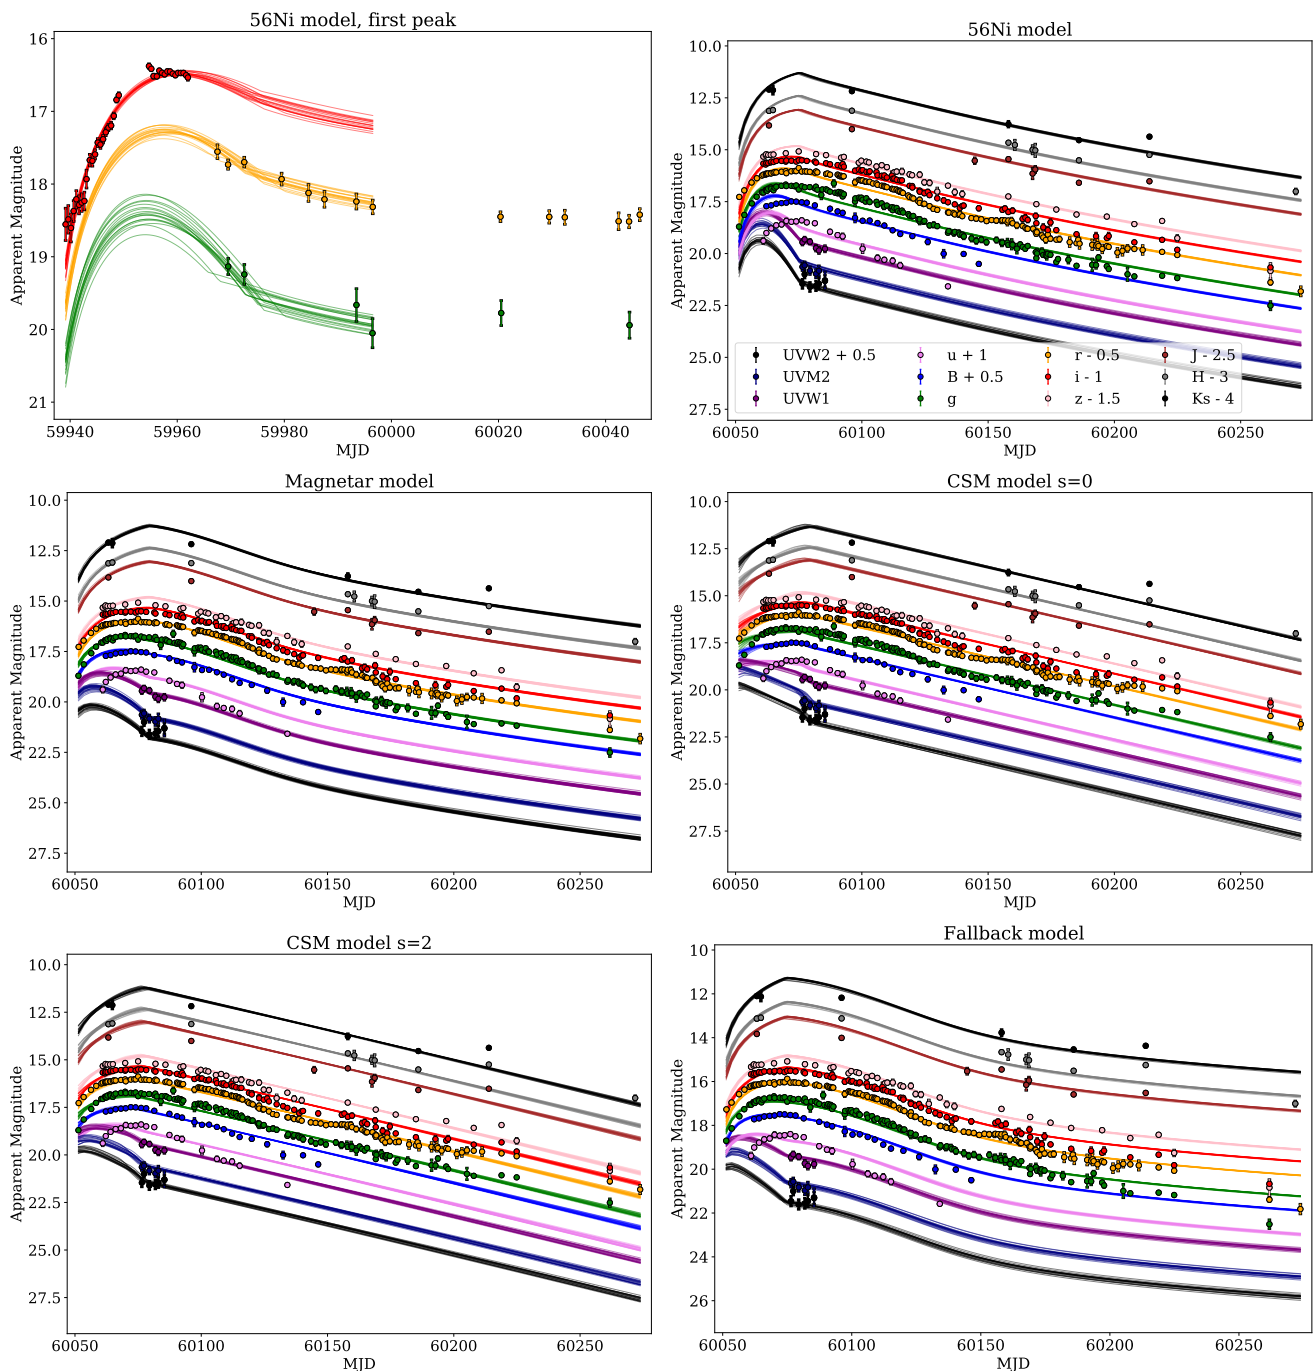 56Ni model, first peak
16
17
18
19
20
21
Apparent Magnitude
59940 59960 59980 60000 60020 60040
MJD
56Ni model
10.0
12.5
15.0
17.5
20.0
22.5
25.0
27.5
Apparent Magnitude
UVW2 + 0.5 u + 1 r - 0.5 J - 2.5
UVM2 B + 0.5 i - 1 H - 3
UVW1 g z - 1.5 Ks - 4
60050 60100 60150 60200 60250
MJD
Magnetar model
10.0
12.5
15.0
17.5
20.0
22.5
25.0
27.5
Apparent Magnitude
60050 60100 60150 60200 60250
MJD
CSM model s=0
10.0
12.5
15.0
17.5
20.0
22.5
25.0
27.5
Apparent Magnitude
60050 60100 60150 60200 60250
MJD
CSM model s=2
10.0
12.5
15.0
17.5
20.0
22.5
25.0
27.5
Apparent Magnitude
60050 60100 60150 60200 60250
MJD
Fallback model
10
12
14
16
18
20
22
24
26
Apparent Magnitude
60050 60100 60150 60200 60250
MJD